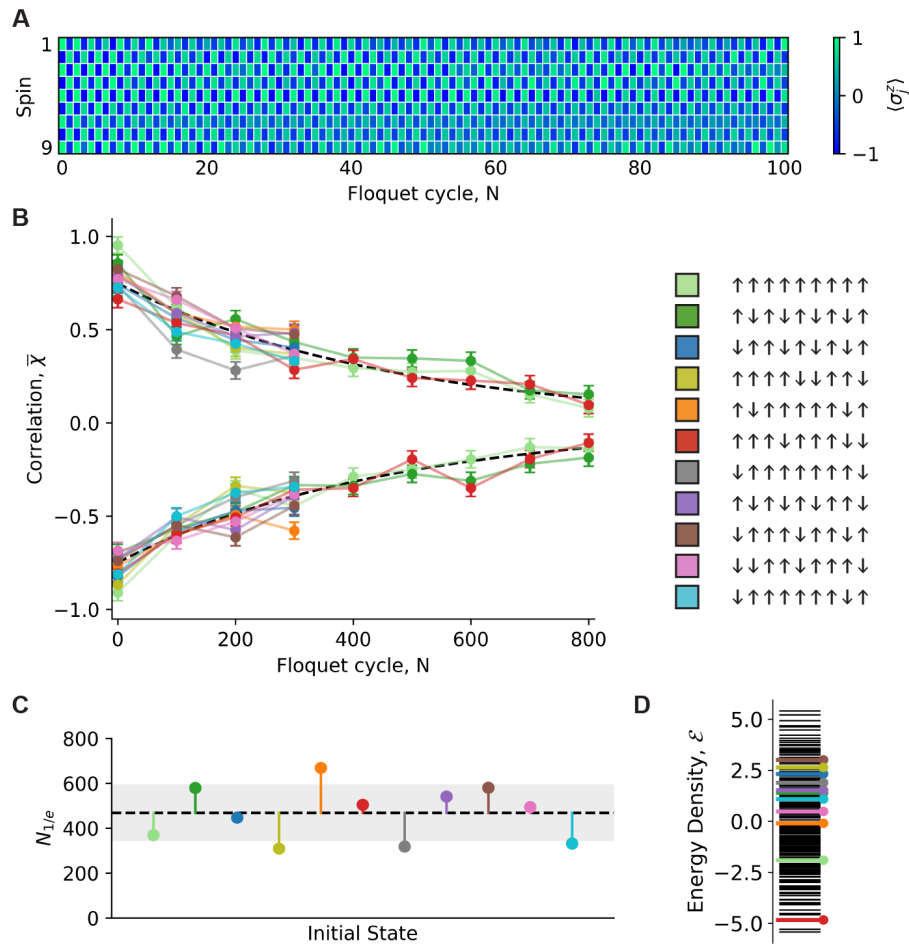 A
Spin
1
9
0 20 40 60 80 100
Floquet cycle, N
1
0
−1
⟨σ_j^z⟩
B
Correlation, χ̅
1.0
0.5
0.0
−0.5
−1.0
0 200 400 600 800
Floquet cycle, N
↑↑↑↑↑↑↑↑↑
↑↓↑↓↑↓↑↓↑
↓↑↑↓↑↓↑↑↓
↑↑↑↑↓↓↑↑↓
↑↓↑↑↑↑↑↓↑
↑↑↑↓↑↑↑↓↓
↓↑↑↑↑↑↑↑↑
↑↓↑↓↑↓↑↑↓
↓↑↑↓↑↑↓↑↑
↓↓↑↑↓↑↑↑↓
↓↑↑↑↑↑↑↓↑
C
N_{1/e}
800
600
400
200
0
Initial State
D
Energy Density, ℰ
5.0
2.5
0.0
−2.5
−5.0